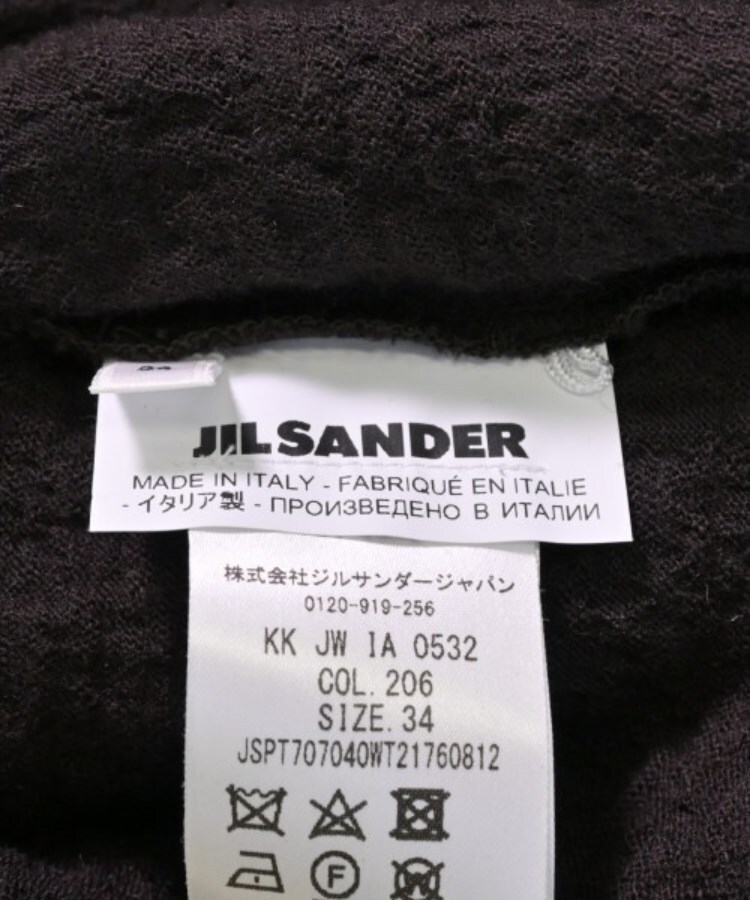 34
JIL SANDER
MADE IN ITALY - FABRIQUÉ EN ITALIE
- イタリア製 - ПРОИЗВЕДЕНО В ИТАЛИИ
株式会社ジルサンダージャパン
0120-919-256
KK JW IA 0532
COL. 206
SIZE. 34
JSPT707040WT21760812
F
W